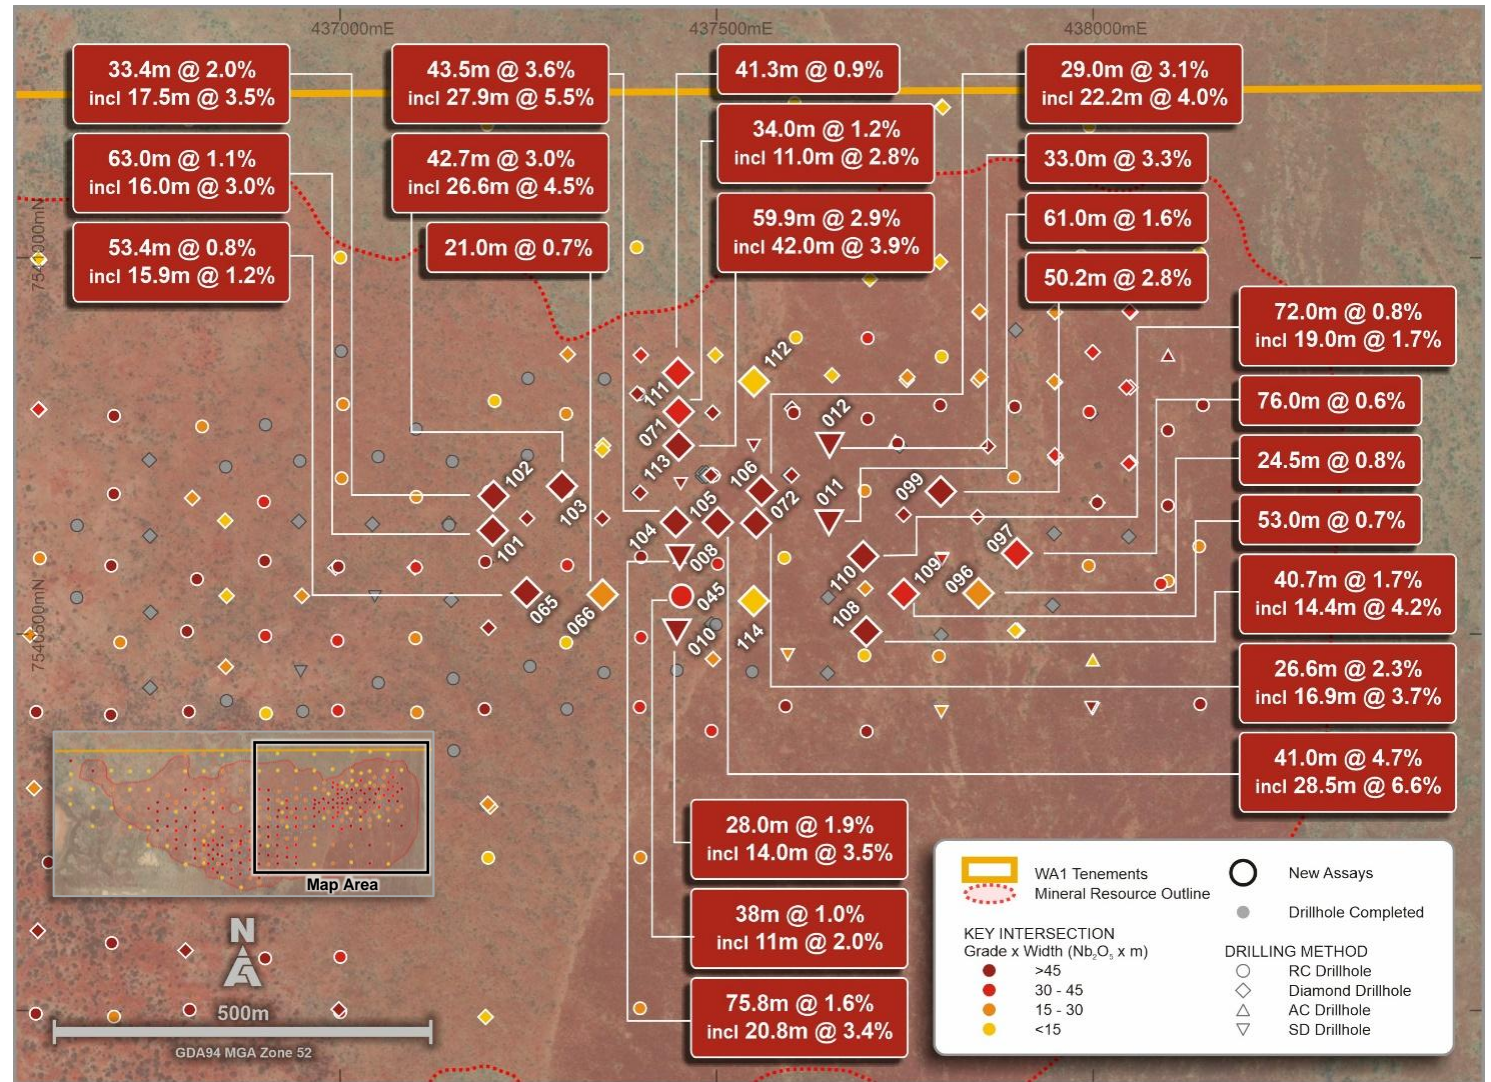 437000mE
437500mE
438000mE
33.4m @ 2.0%
incl 17.5m @ 3.5%
63.0m @ 1.1%
incl 16.0m @ 3.0%
53.4m @ 0.8%
incl 15.9m @ 1.2%
43.5m @ 3.6%
incl 27.9m @ 5.5%
42.7m @ 3.0%
incl 26.6m @ 4.5%
21.0m @ 0.7%
41.3m @ 0.9%
34.0m @ 1.2%
incl 11.0m @ 2.8%
59.9m @ 2.9%
incl 42.0m @ 3.9%
29.0m @ 3.1%
incl 22.2m @ 4.0%
33.0m @ 3.3%
61.0m @ 1.6%
50.2m @ 2.8%
72.0m @ 0.8%
incl 19.0m @ 1.7%
76.0m @ 0.6%
24.5m @ 0.8%
53.0m @ 0.7%
40.7m @ 1.7%
incl 14.4m @ 4.2%
26.6m @ 2.3%
incl 16.9m @ 3.7%
41.0m @ 4.7%
incl 28.5m @ 6.6%
28.0m @ 1.9%
incl 14.0m @ 3.5%
38m @ 1.0%
incl 11m @ 2.0%
75.8m @ 1.6%
incl 20.8m @ 3.4%
7540500mN
111
112
071
012
113
102
106
103
105
072
011
099
101
104
008
097
110
109
096
065
066
045
108
010
114
Map Area
N
500m
GDA94 MGA Zone 52
WA1 Tenements
Mineral Resource Outline
KEY INTERSECTION
Grade x Width (Nb₂O₅ x m)
>45
30 - 45
15 - 30
<15
New Assays
Drillhole Completed
DRILLING METHOD
RC Drillhole
Diamond Drillhole
AC Drillhole
SD Drillhole